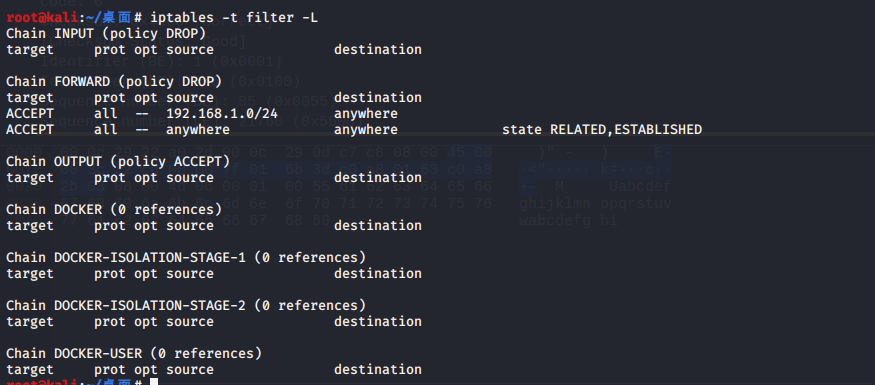 root@kali:~/桌面# iptables -t filter -L
Chain INPUT (policy DROP)
target     prot opt source               destination

Chain FORWARD (policy DROP)
target     prot opt source               destination
ACCEPT     all  --  192.168.1.0/24       anywhere
ACCEPT     all  --  anywhere             anywhere             state RELATED,ESTABLISHED

Chain OUTPUT (policy ACCEPT)
target     prot opt source               destination

Chain DOCKER (0 references)
target     prot opt source               destination

Chain DOCKER-ISOLATION-STAGE-1 (0 references)
target     prot opt source               destination

Chain DOCKER-ISOLATION-STAGE-2 (0 references)
target     prot opt source               destination

Chain DOCKER-USER (0 references)
target     prot opt source               destination
root@kali:~/桌面#